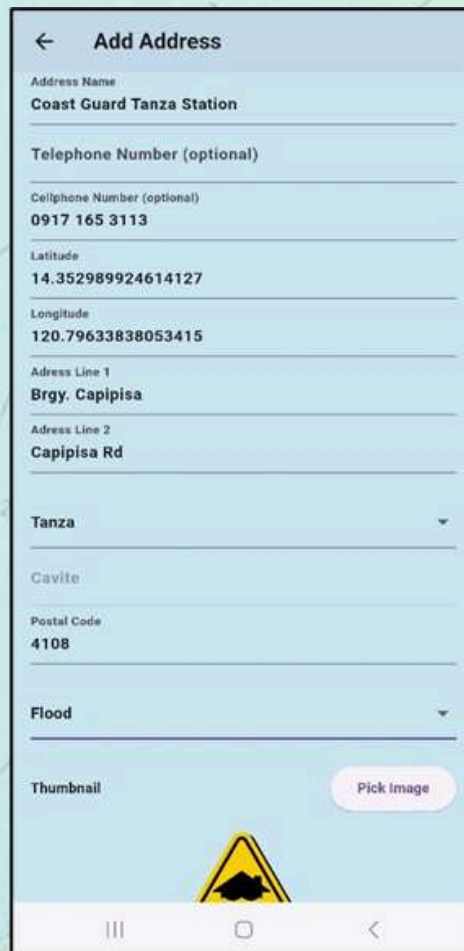 Add Address
Address Name
Coast Guard Tanza Station
Telephone Number (optional)
Cellphone Number (optional)
0917 165 3113
Latitude
14.352989924614127
Longitude
120.79633838053415
Adress Line 1
Brgy. Capipisa
Adress Line 2
Capipisa Rd
Tanza
Cavite
Postal Code
4108
Flood
Thumbnail
Pick Image